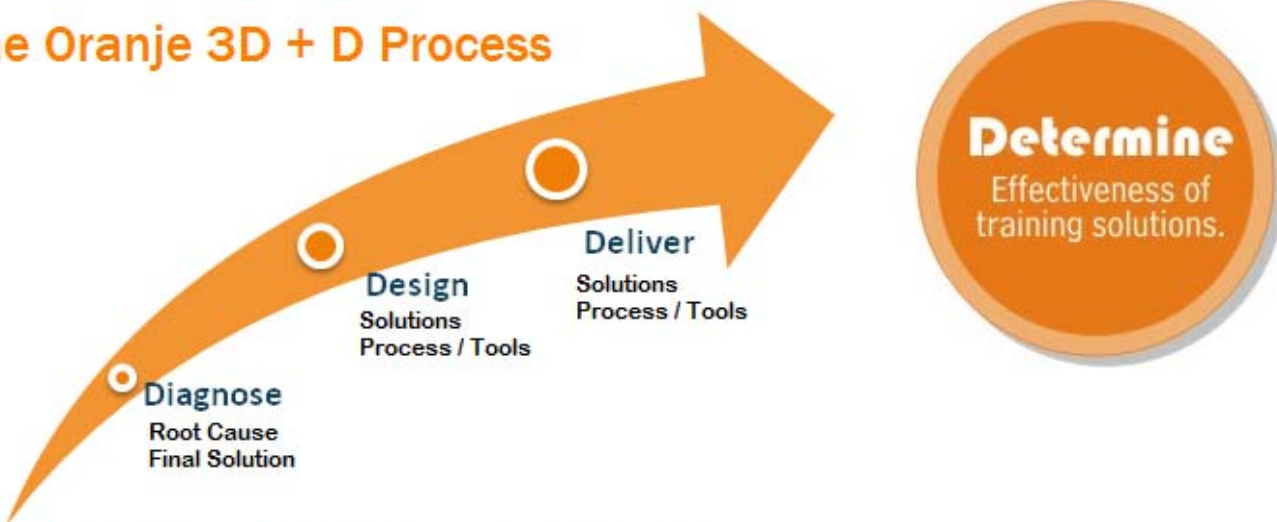 e Oranje 3D + D Process
Diagnose
Root Cause
Final Solution
Design
Solutions
Process / Tools
Deliver
Solutions
Process / Tools
Determine
Effectiveness of
training solutions.